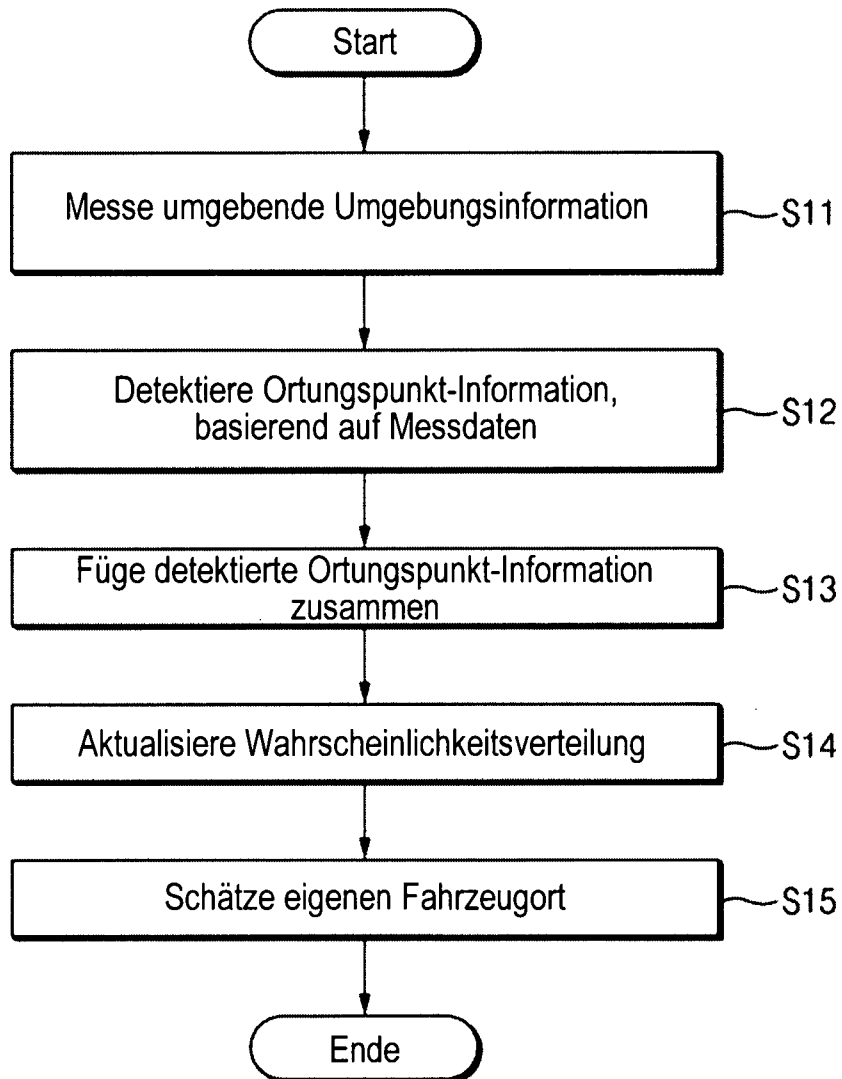 Start
Messe umgebende Umgebungsinformation
S11
Detektiere Ortungspunkt-Information,
basierend auf Messdaten
S12
Füge detektierte Ortungspunkt-Information
zusammen
S13
Aktualisiere Wahrscheinlichkeitsverteilung
S14
Schätze eigenen Fahrzeugort
S15
Ende